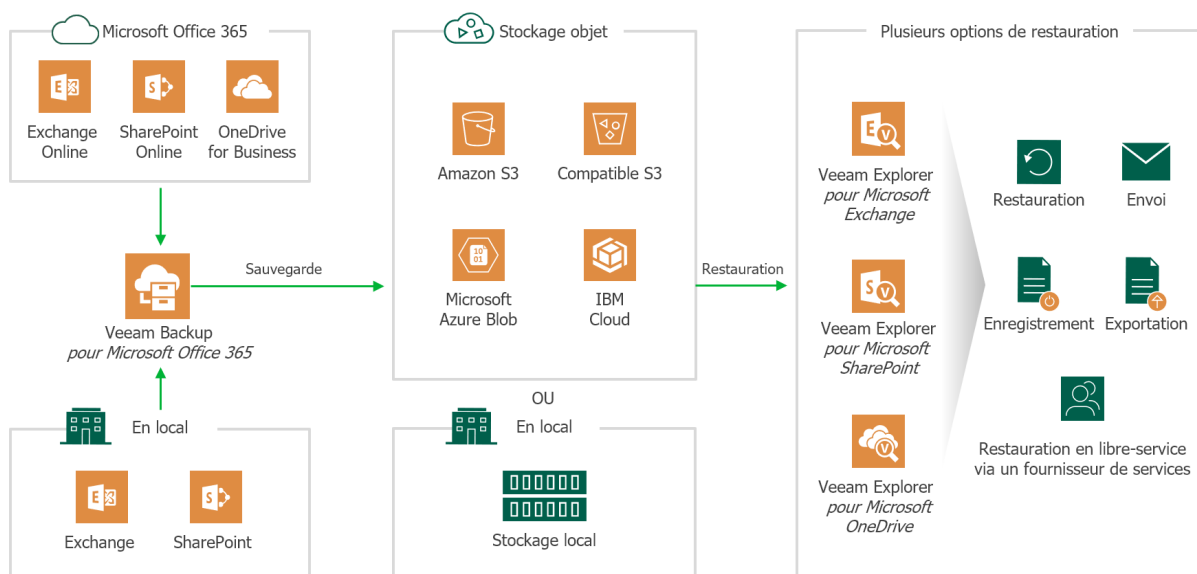 Microsoft Office 365
Exchange
Online
SharePoint
Online
OneDrive
for Business
Veeam Backup
pour Microsoft Office 365
En local
Exchange
SharePoint
Sauvegarde
Stockage objet
Amazon S3
Compatible S3
10
01
Microsoft
Azure Blob
IBM
Cloud
OU
En local
Stockage local
Restauration
Plusieurs options de restauration
Veeam Explorer
pour Microsoft
Exchange
Veeam Explorer
pour Microsoft
SharePoint
Veeam Explorer
pour Microsoft
OneDrive
Restauration
Envoi
Enregistrement
Exportation
Restauration en libre-service
via un fournisseur de services